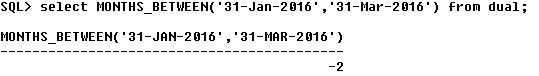 SQL> select MONTHS_BETWEEN('31-Jan-2016','31-Mar-2016') from dual;
MONTHS_BETWEEN('31-JAN-2016','31-MAR-2016')
-------------------------------------------
-2